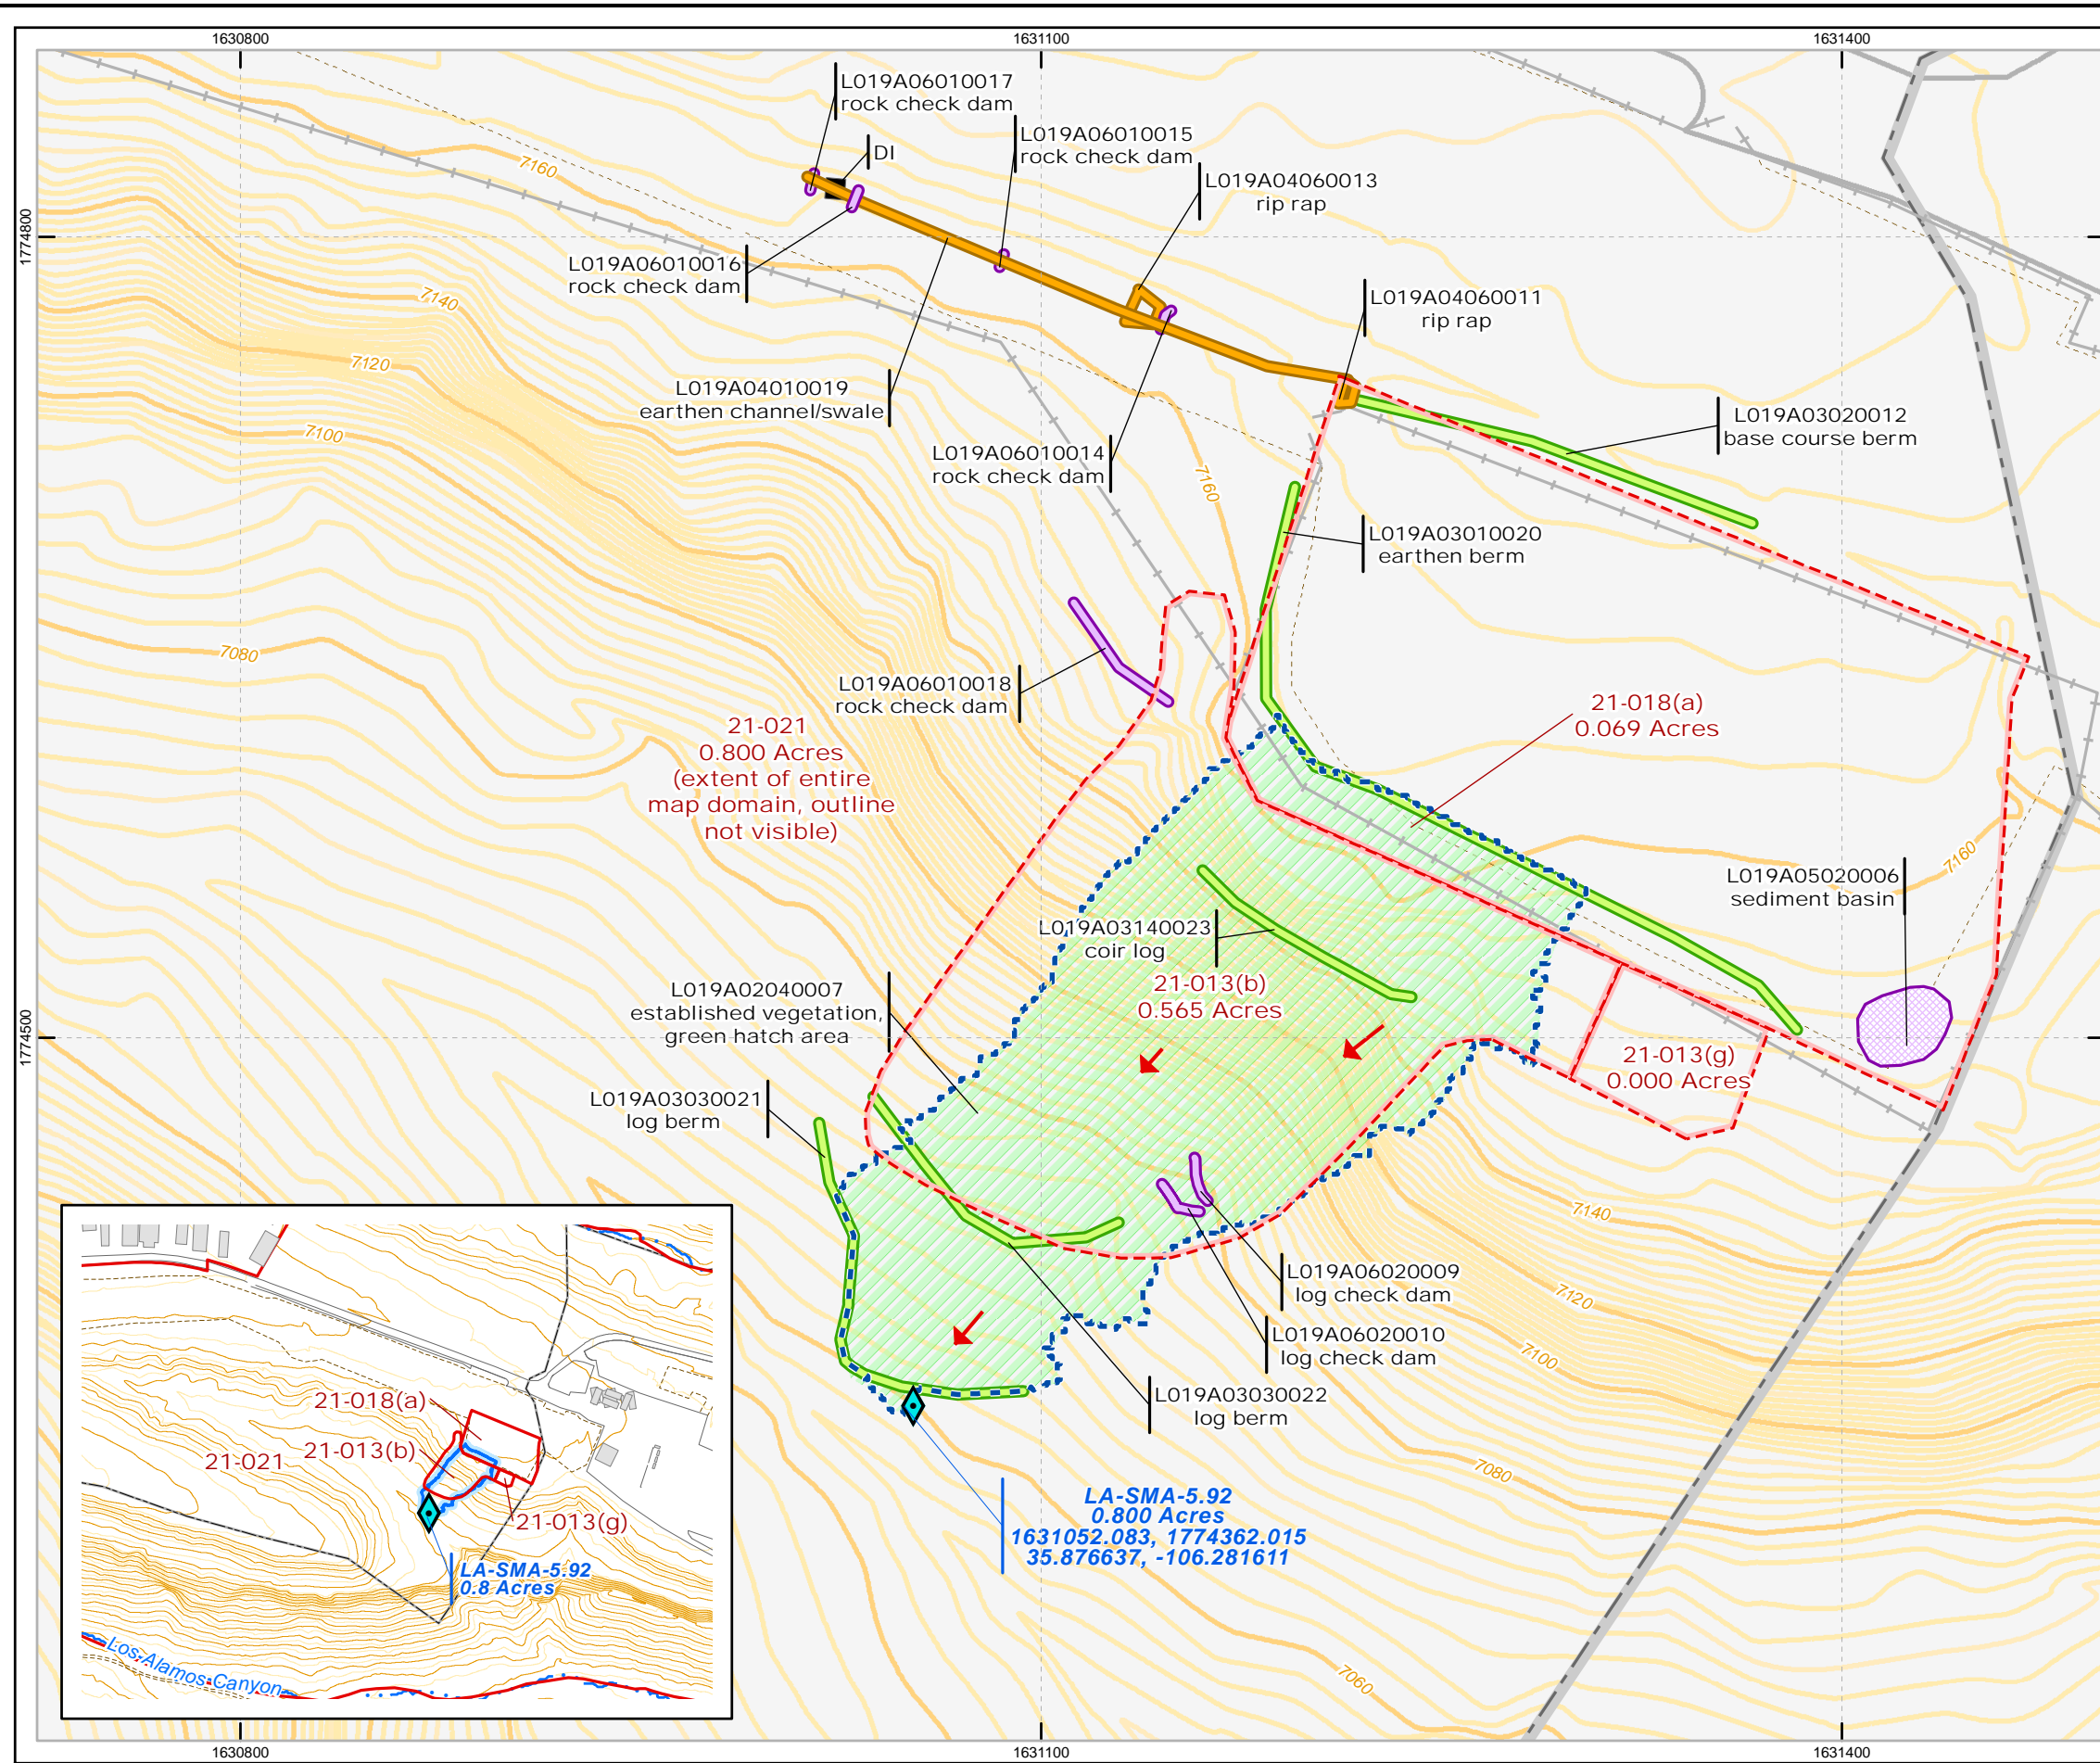 1630800
1631100
1631400
L019A06010017
rock check dam
DI
L019A06010015
rock check dam
L019A04060013
rip rap
7160
1774800
L019A06010016
rock check dam
7140
L019A04060011
rip rap
7120
L019A04010019
earthen channel/swale
L019A03020012
base course berm
7100
L019A06010014
rock check dam
7160
L019A03010020
earthen berm
7080
L019A06010018
rock check dam
21-018(a)
0.069 Acres
21-021
0.800 Acres
(extent of entire
map domain, outline
not visible)
7160
L019A05020006
sediment basin
L019A03140023
coir log
21-013(b)
0.565 Acres
L019A02040007
established vegetation,
green hatch area
1774500
21-013(g)
0.000 Acres
L019A03030021
log berm
7140
L019A06020009
log check dam
7120
L019A06020010
log check dam
7100
L019A03030022
log berm
7080
LA-SMA-5.92
0.800 Acres
1631052.083, 1774362.015
35.876637, -106.281611
7060
21-018(a)
21-013(b)
21-021
21-013(g)
LA-SMA-5.92
0.8 Acres
Los Alamos Canyon
1630800
1631100
1631400